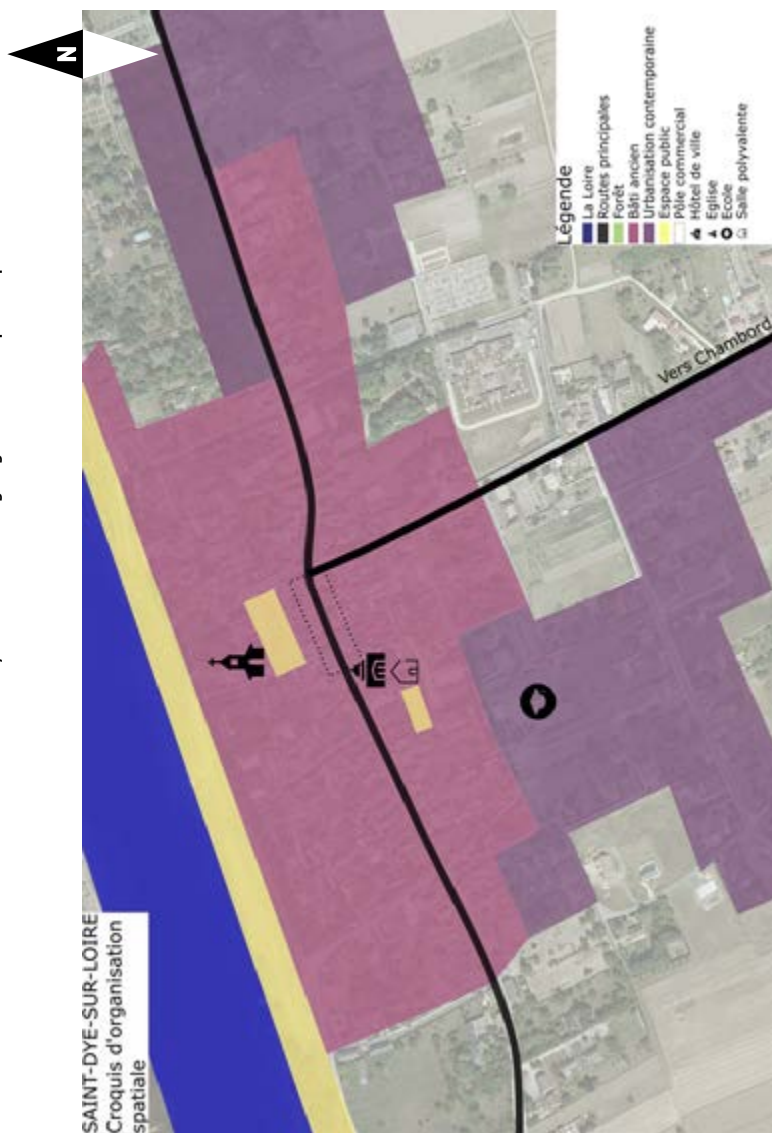 SAINT-DYE-SUR-LOIRE
Croquis d'organisation
spatiale
N
Vers Chambord
Légende
La Loire
Routes principales
Forêt
Bâti ancien
Urbanisation contemporaine
Espace public
Pôle commercial
Hôtel de ville
Eglise
Ecole
Salle polyvalente